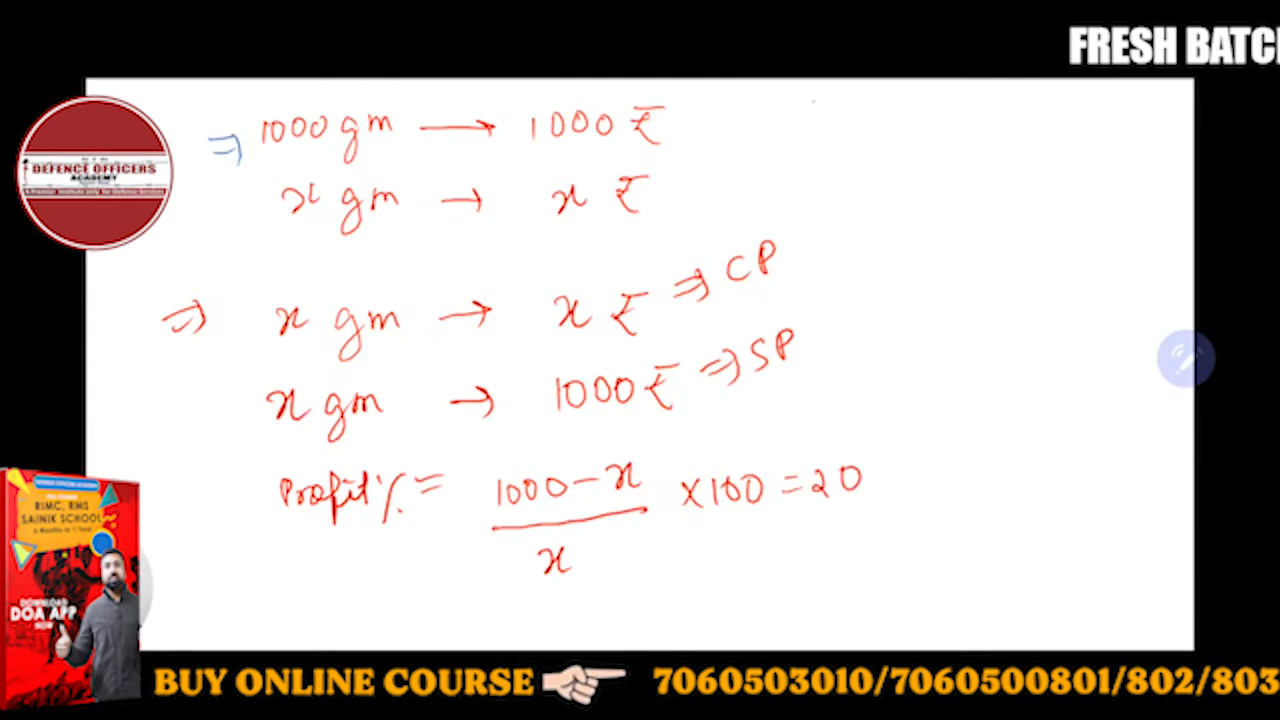 FRESH BATCH
⇒ 1000 gm → 1000 ₹
x gm → x ₹
⇒ x gm → x ₹ ⇒ CP
x gm → 1000 ₹ ⇒ SP
Profit % = (1000 - x) / x × 100 = 20
DEFENCE OFFICERS
ACADEMY
RIMC, RMS
SAINIK SCHOOL
DOWNLOAD
DOA APP
NOW
BUY ONLINE COURSE 7060503010/7060500801/802/803